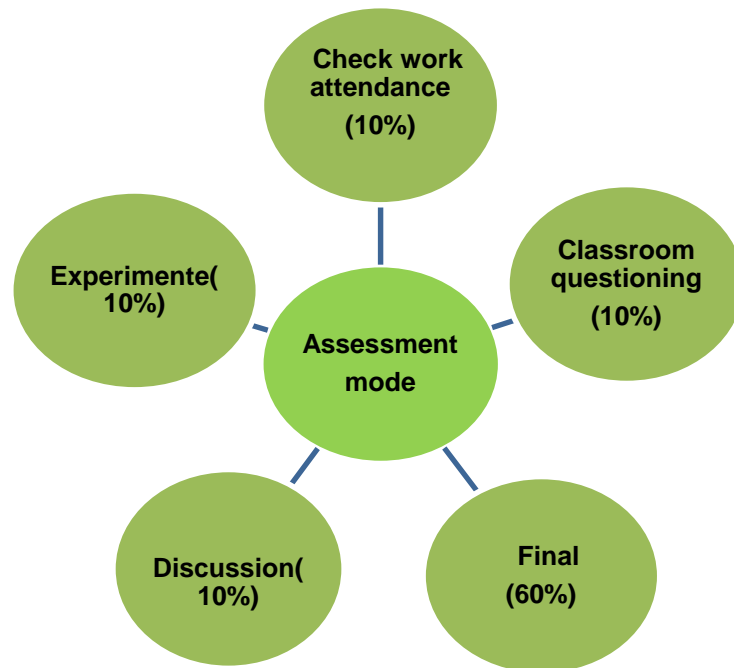 Check work
attendance
(10%)
Classroom
questioning
(10%)
Experimente(
10%)
Assessment
mode
Discussion(
10%)
Final
(60%)